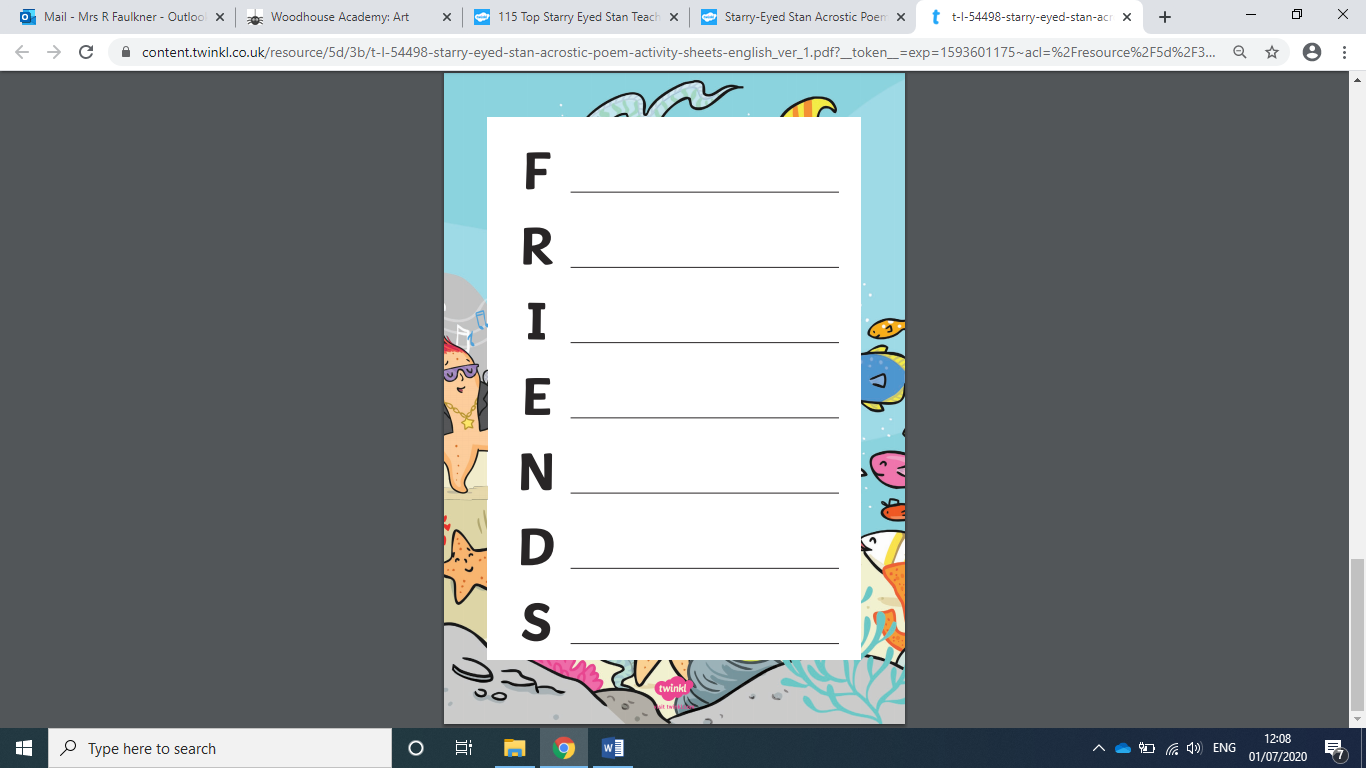 Mail - Mrs R Faulkner - Outlook
Woodhouse Academy: Art
115 Top Starry Eyed Stan Teach
Starry-Eyed Stan Acrostic Poem
t-l-54498-starry-eyed-stan-acr
content.twinkl.co.uk/resource/5d/3b/t-l-54498-starry-eyed-stan-acrostic-poem-activity-sheets-english_ver_1.pdf?__token__=exp=1593601175~acl=%2Fresource%2F5d%2F3...
F
R
I
E
N
D
S
twinkl
Type here to search
ENG
12:08
01/07/2020
7